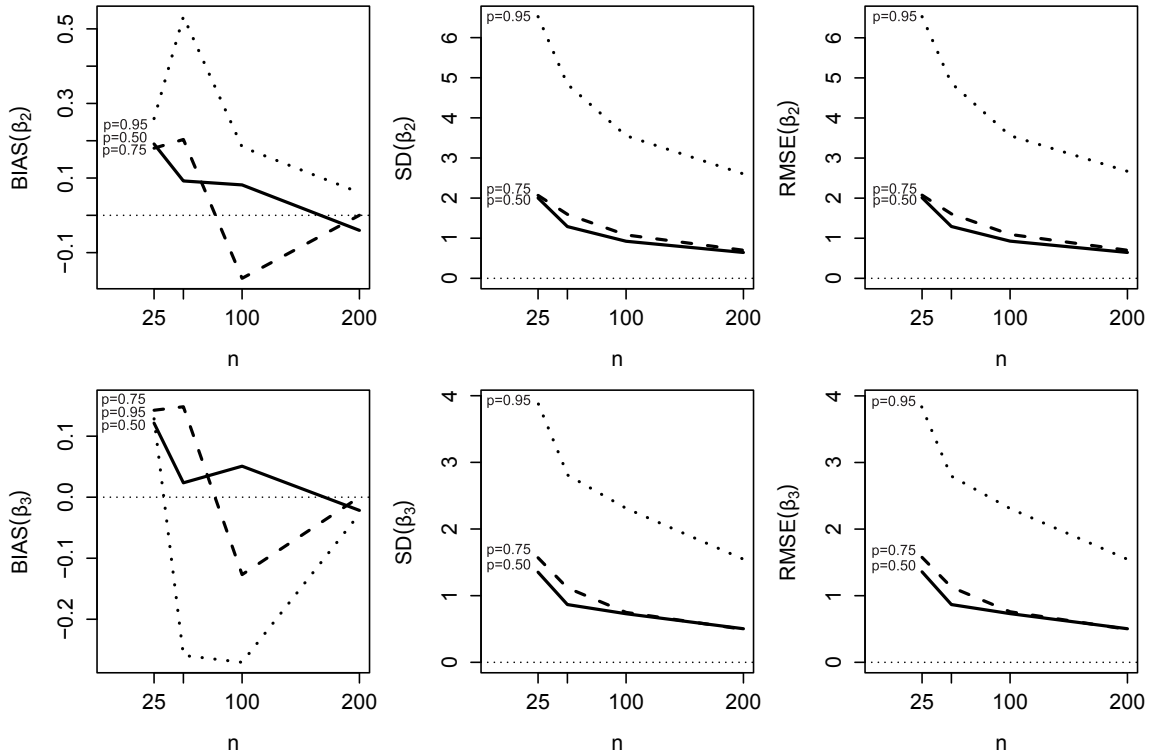 BIAS(β2)
0.5
0.3
0.1
−0.1
p=0.95
p=0.50
p=0.75
25
100
200
n
SD(β2)
6
5
4
3
2
1
0
p=0.95
p=0.75
p=0.50
25
100
200
n
RMSE(β2)
6
5
4
3
2
1
0
p=0.95
p=0.75
p=0.50
25
100
200
n
BIAS(β3)
0.1
0.0
−0.1
−0.2
p=0.75
p=0.95
p=0.50
25
100
200
n
SD(β3)
4
3
2
1
0
p=0.95
p=0.75
p=0.50
25
100
200
n
RMSE(β3)
4
3
2
1
0
p=0.95
p=0.75
p=0.50
25
100
200
n